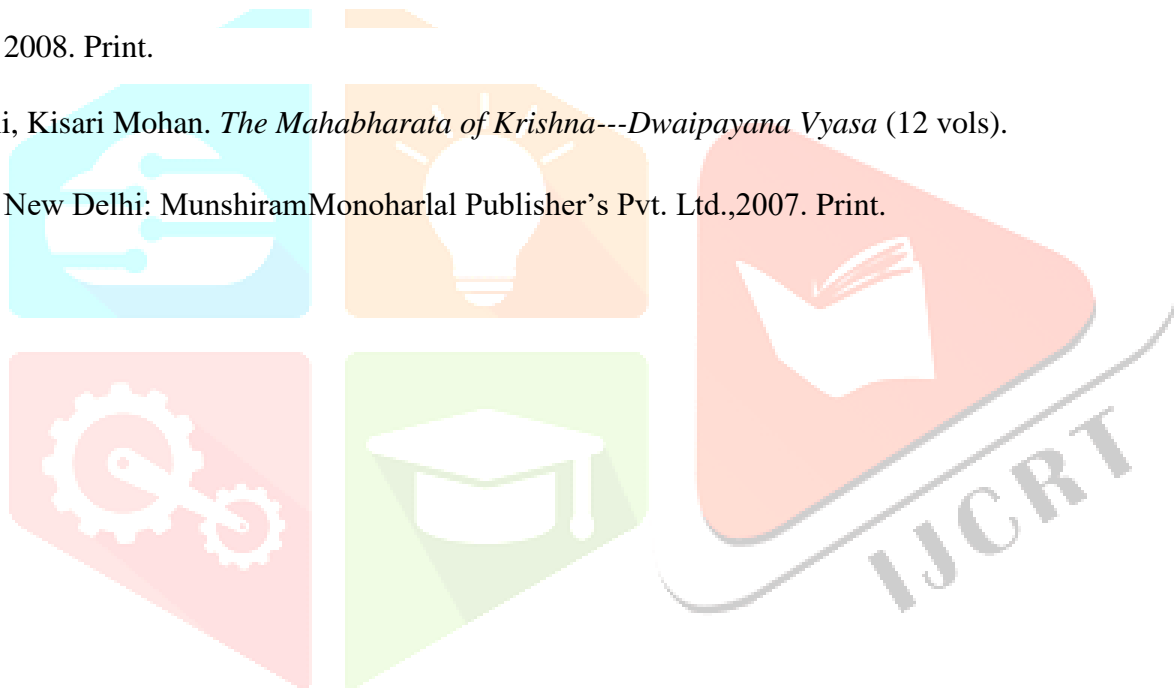 2008. Print.
i, Kisari Mohan. The Mahabharata of Krishna---Dwaipayana Vyasa (12 vols).
New Delhi: MunshiramMonoharlal Publisher's Pvt. Ltd.,2007. Print.
IJCRT